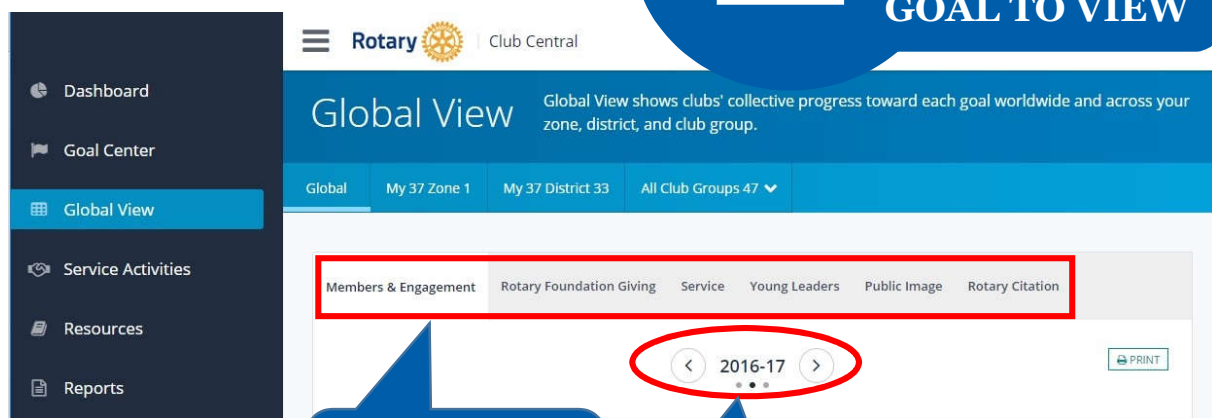 GOAL TO VIEW
Rotary
Club Central
Dashboard
Goal Center
Global View
Service Activities
Resources
Reports
Global View
Global View shows clubs' collective progress toward each goal worldwide and across your
zone, district, and club group.
Global My 37 Zone 1 My 37 District 33 All Club Groups 47
Members & Engagement Rotary Foundation Giving Service Young Leaders Public Image Rotary Citation
2016-17
PRINT